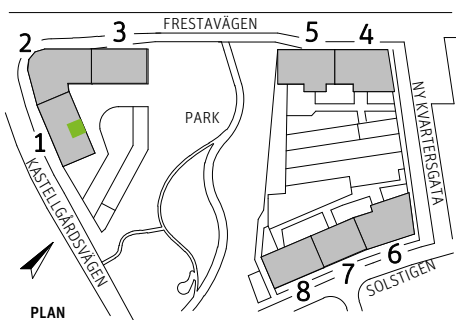 FRESTAVÄGEN
2
3
5
4
PARK
NY KVARTERSGATA
1
KASTELLGÅRDSVÄGEN
6
7
8
SOLSTIGEN
PLAN